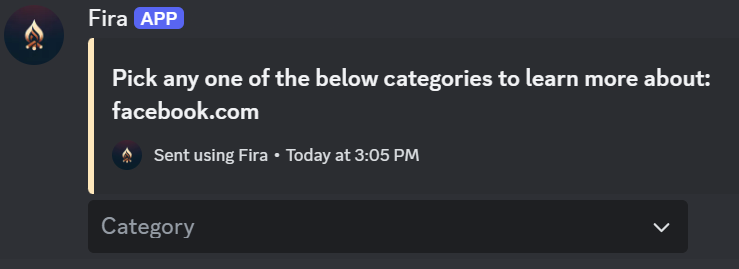 Fira APP
Pick any one of the below categories to learn more about:
facebook.com
Sent using Fira • Today at 3:05 PM
Category